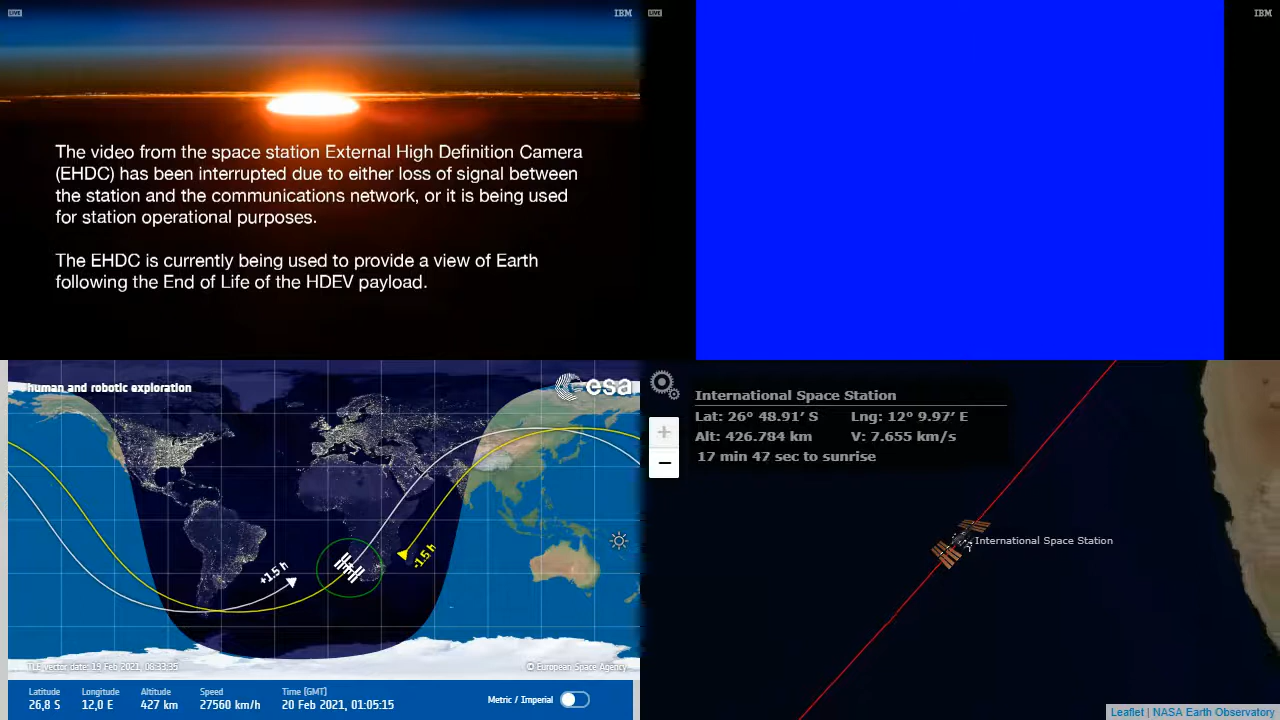 LIVE
IBM
The video from the space station External High Definition Camera
(EHDC) has been interrupted due to either loss of signal between
the station and the communications network, or it is being used
for station operational purposes.
The EHDC is currently being used to provide a view of Earth
following the End of Life of the HDEV payload.
LIVE
IBM
human and robotic exploration
esa
+1.5 h
-1.5 h
TLE vector date: 19 Feb 2021,
© European Space Agency
Latitude
26,8 S
Longitude
12,0 E
Altitude
427 km
Speed
27560 km/h
Time (GMT)
20 Feb 2021, 01:05:15
Metric / Imperial
International Space Station
Lat: 26° 48.91′ S Lng: 12° 9.97′ E
Alt: 426.784 km V: 7.655 km/s
17 min 47 sec to sunrise
+
−
International Space Station
Leaflet | NASA Earth Observatory